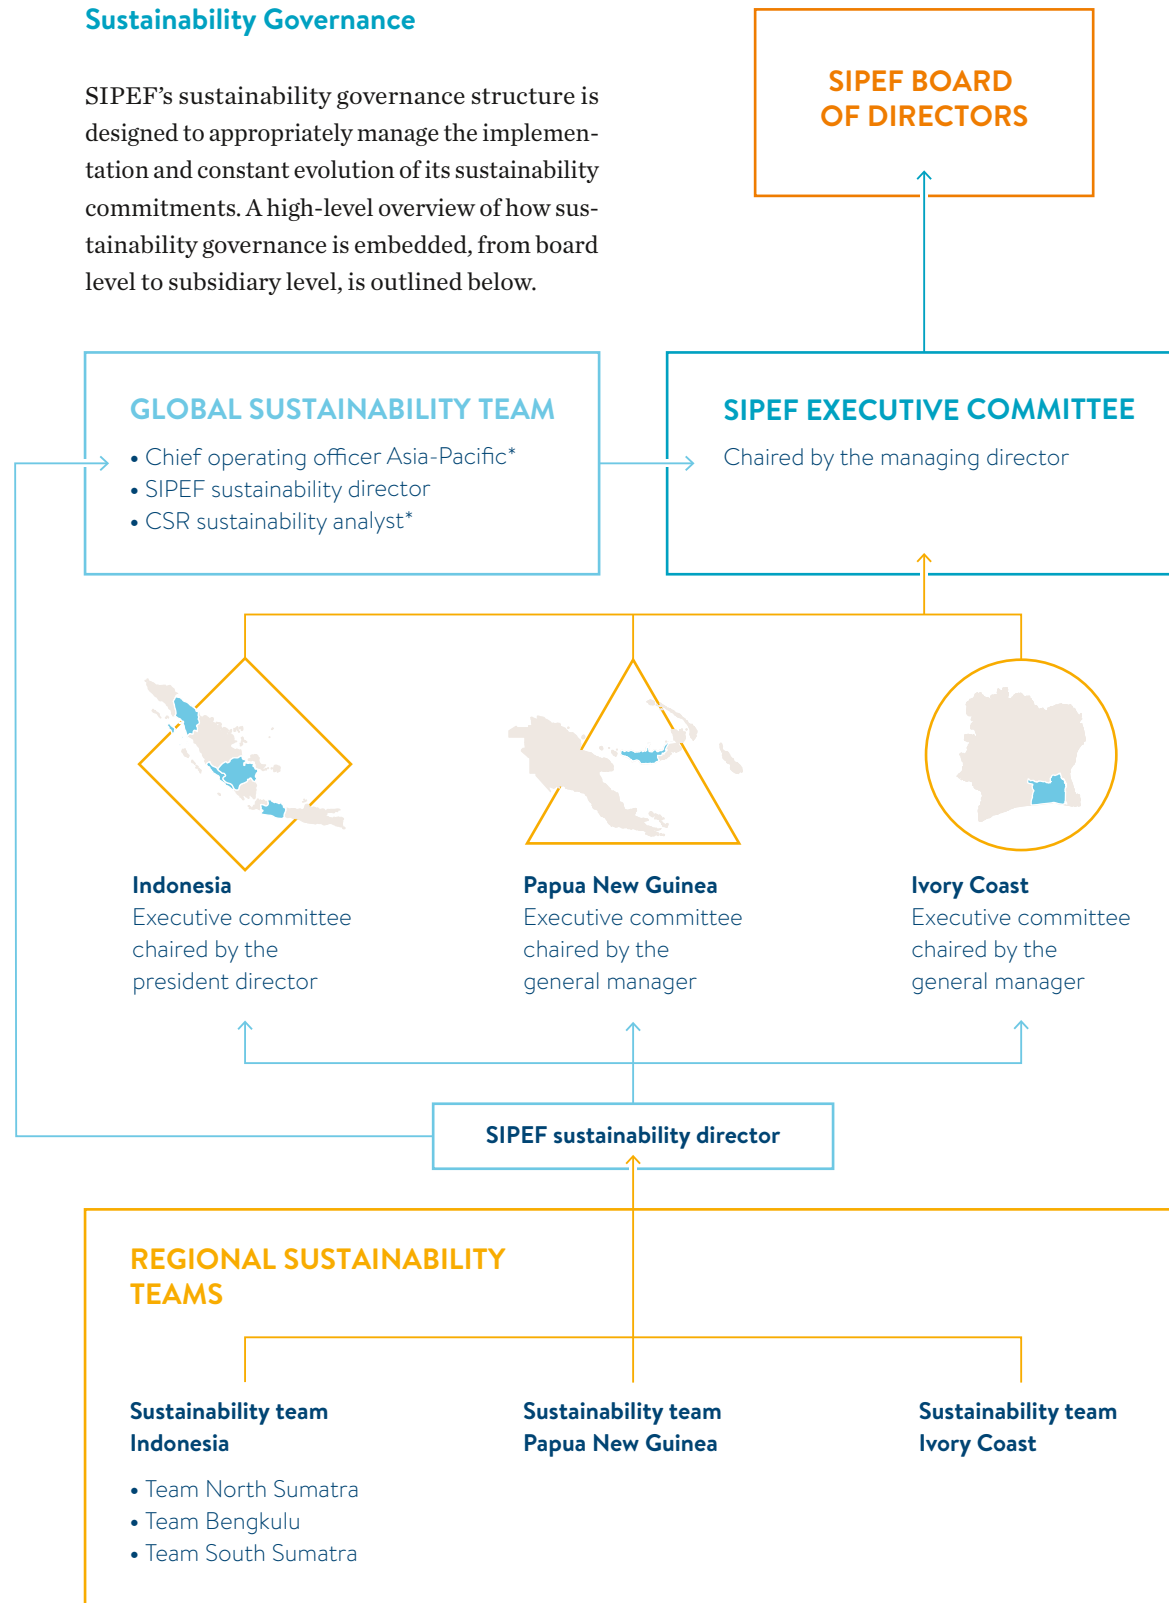 Sustainability Governance
SIPEF's sustainability governance structure is
designed to appropriately manage the implemen-
tation and constant evolution of its sustainability
commitments. A high-level overview of how sus-
tainability governance is embedded, from board
level to subsidiary level, is outlined below.
SIPEF BOARD
OF DIRECTORS
GLOBAL SUSTAINABILITY TEAM
• Chief operating officer Asia-Pacific*
• SIPEF sustainability director
• CSR sustainability analyst*
SIPEF EXECUTIVE COMMITTEE
Chaired by the managing director
Indonesia
Executive committee
chaired by the
president director
Papua New Guinea
Executive committee
chaired by the
general manager
Ivory Coast
Executive committee
chaired by the
general manager
SIPEF sustainability director
REGIONAL SUSTAINABILITY
TEAMS
Sustainability team
Indonesia
• Team North Sumatra
• Team Bengkulu
• Team South Sumatra
Sustainability team
Papua New Guinea
Sustainability team
Ivory Coast